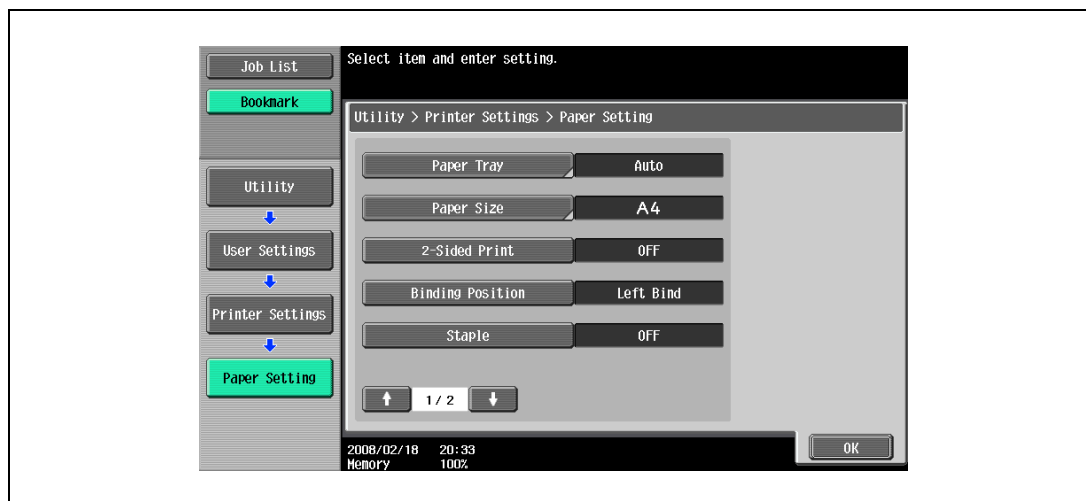 Job List
Bookmark
Utility
User Settings
Printer Settings
Paper Setting
Select item and enter setting.
Utility > Printer Settings > Paper Setting
Paper Tray Auto
Paper Size A4
2-Sided Print OFF
Binding Position Left Bind
Staple OFF
1/ 2
2008/02/18 20:33
Memory 100%
OK